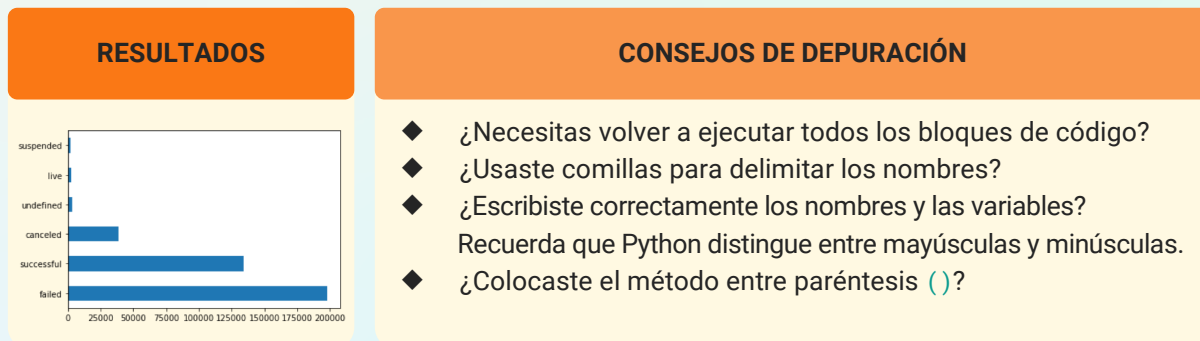 RESULTADOS
suspended
live
undefined
canceled
successful
failed
0 25000 50000 75000 100000 125000 150000 175000 200000
CONSEJOS DE DEPURACIÓN
◆ ¿Necesitas volver a ejecutar todos los bloques de código?
◆ ¿Usaste comillas para delimitar los nombres?
◆ ¿Escribiste correctamente los nombres y las variables?
Recuerda que Python distingue entre mayúsculas y minúsculas.
◆ ¿Colocaste el método entre paréntesis ()?